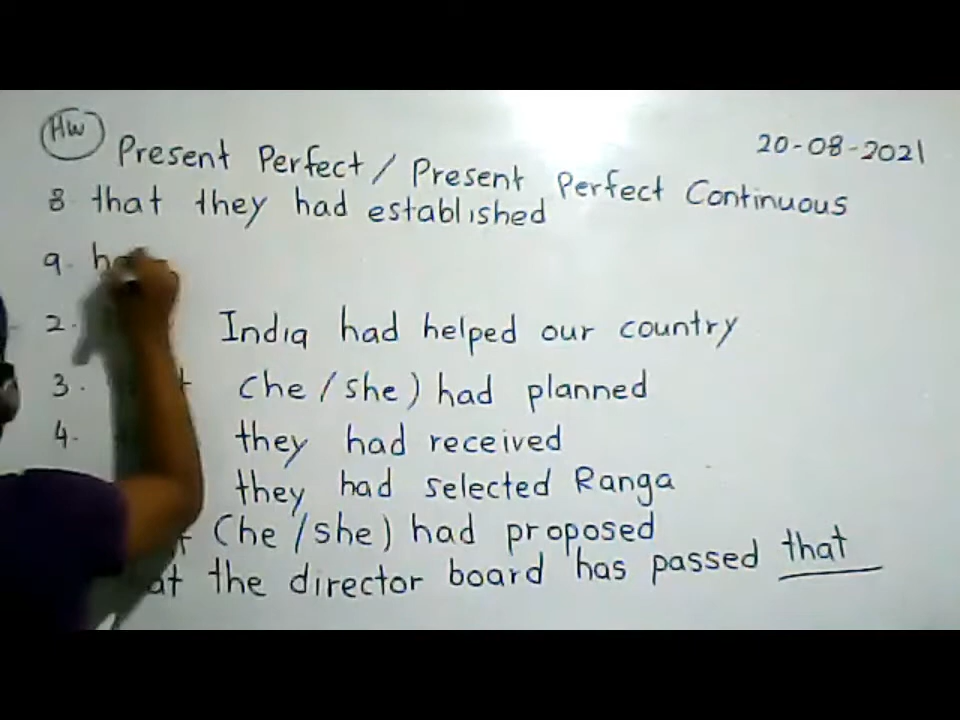 HW
Present Perfect / Present Perfect Continuous
20-08-2021
8. that they had established
9.
2. India had helped our country
3. (he / she) had planned
4. they had received
they had selected Ranga
(he / she) had proposed
the director board has passed that